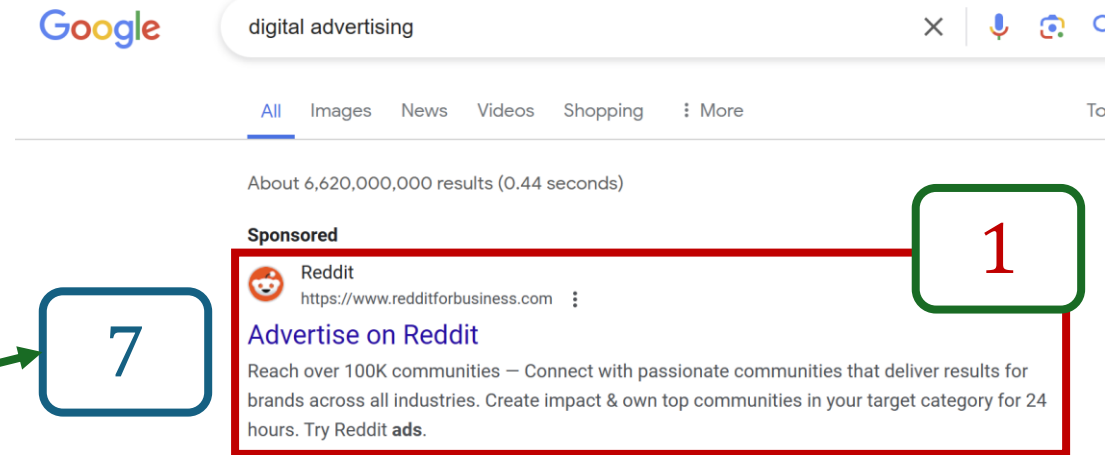 Google
digital advertising
All Images News Videos Shopping More
About 6,620,000,000 results (0.44 seconds)
Sponsored
1
Reddit
https://www.redditforbusiness.com
7
Advertise on Reddit
Reach over 100K communities — Connect with passionate communities that deliver results for
brands across all industries. Create impact & own top communities in your target category for 24
hours. Try Reddit ads.